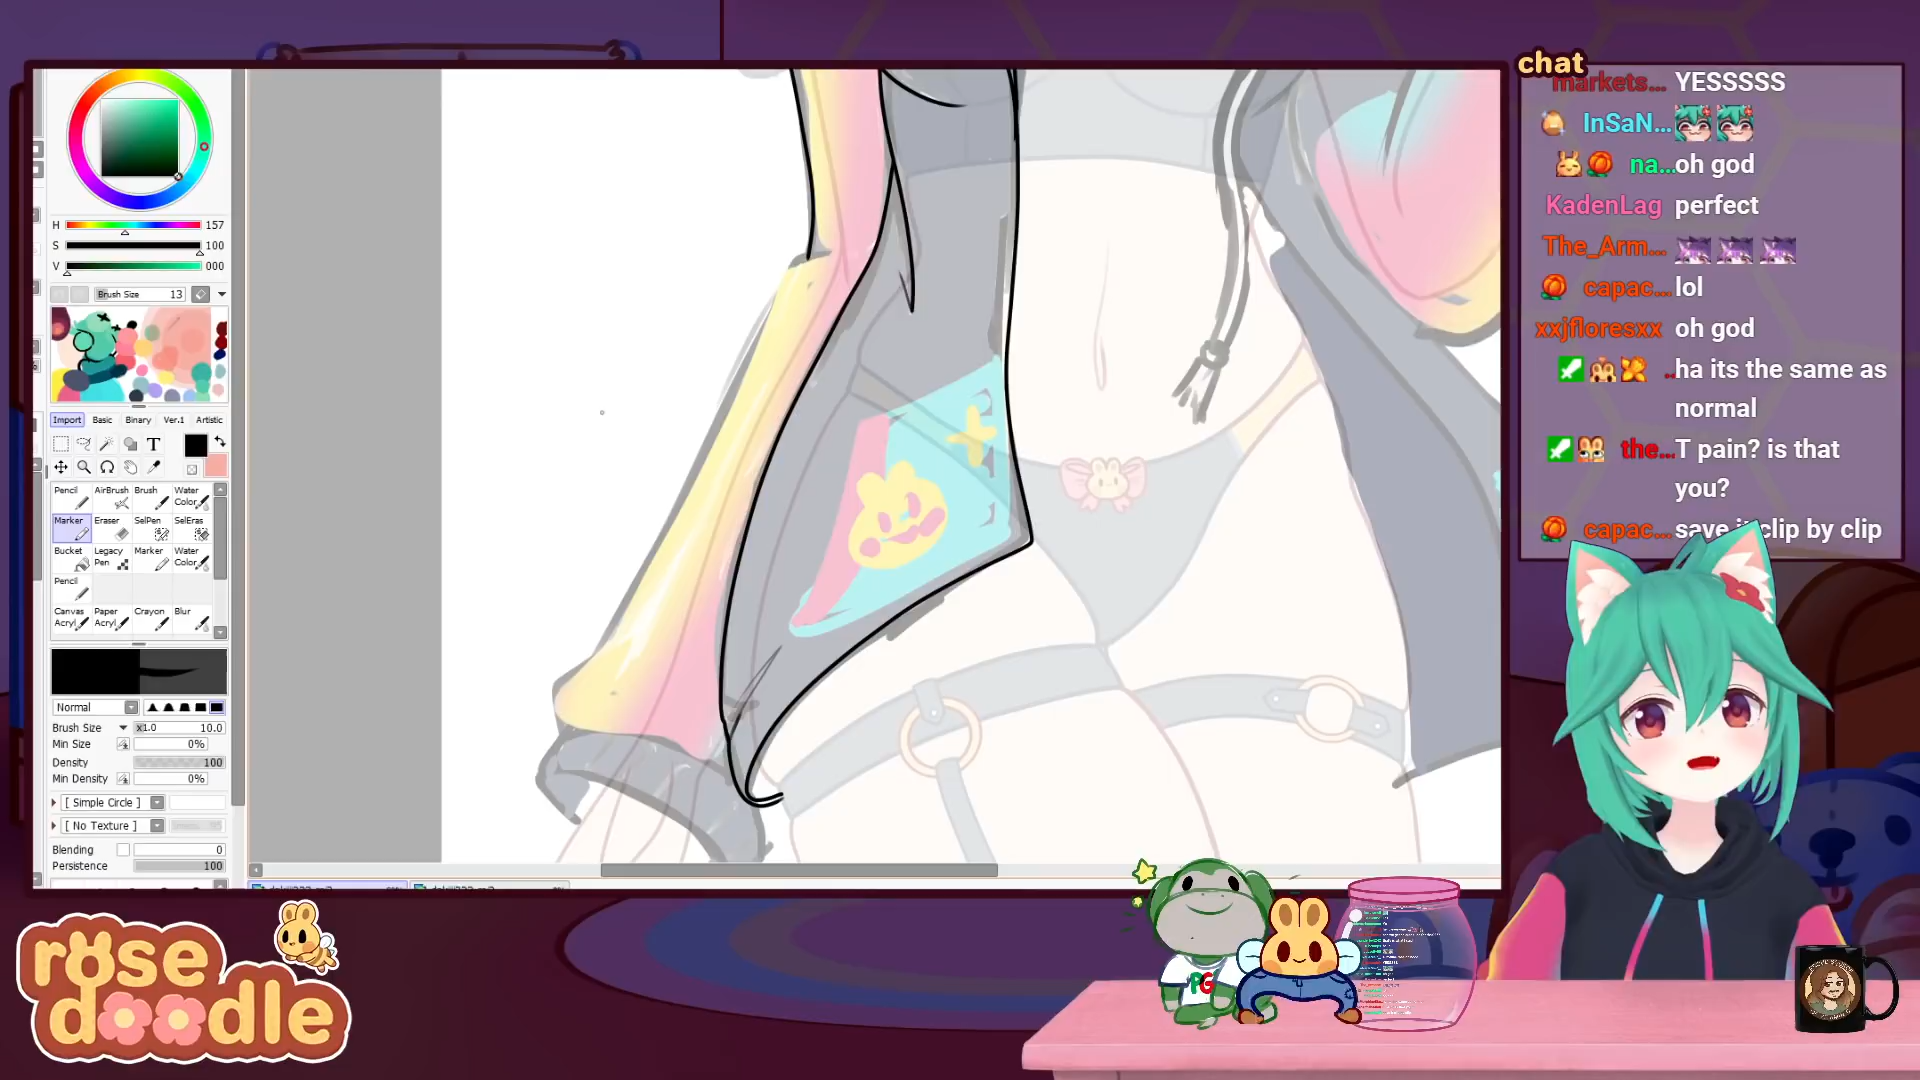 chat
markets... YESSSSS
InSaN...
na... oh god
KadenLag perfect
The_Arm...
capac... lol
xxjfloresxx oh god
..ha its the same as
normal
the... T pain? is that
you?
capac... save it clip by clip
H 157
S 100
V 000
Brush Size 13
Import Basic Binary Ver.1 Artistic
T
Pencil AirBrush Brush Water Color
Marker Eraser SelPen SelEras
Bucket Legacy Pen Marker Water Color
Pencil
Canvas Acryl Paper Acryl Crayon Blur
Normal
Brush Size x1.0 10.0
Min Size 0%
Density 100
Min Density 0%
[ Simple Circle ]
[ No Texture ]
Blending 0
Persistence 100
PG
rose
doodle